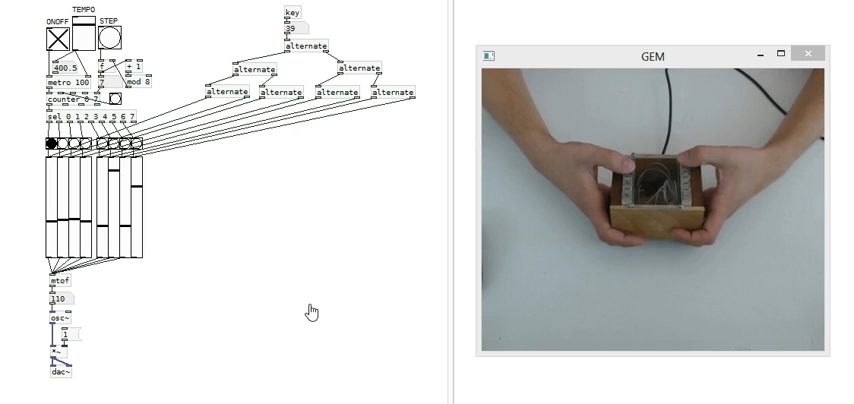 TEMPO
ONOFF
STEP
key
39
alternate
alternate
alternate
alternate
alternate
alternate
alternate
400.5
f
+ 1
metro 100
7
mod 8
counter 0 7
sel 0 1 2 3 4 5 6 7
mtof
110
osc~
1
*~
dac~
GEM